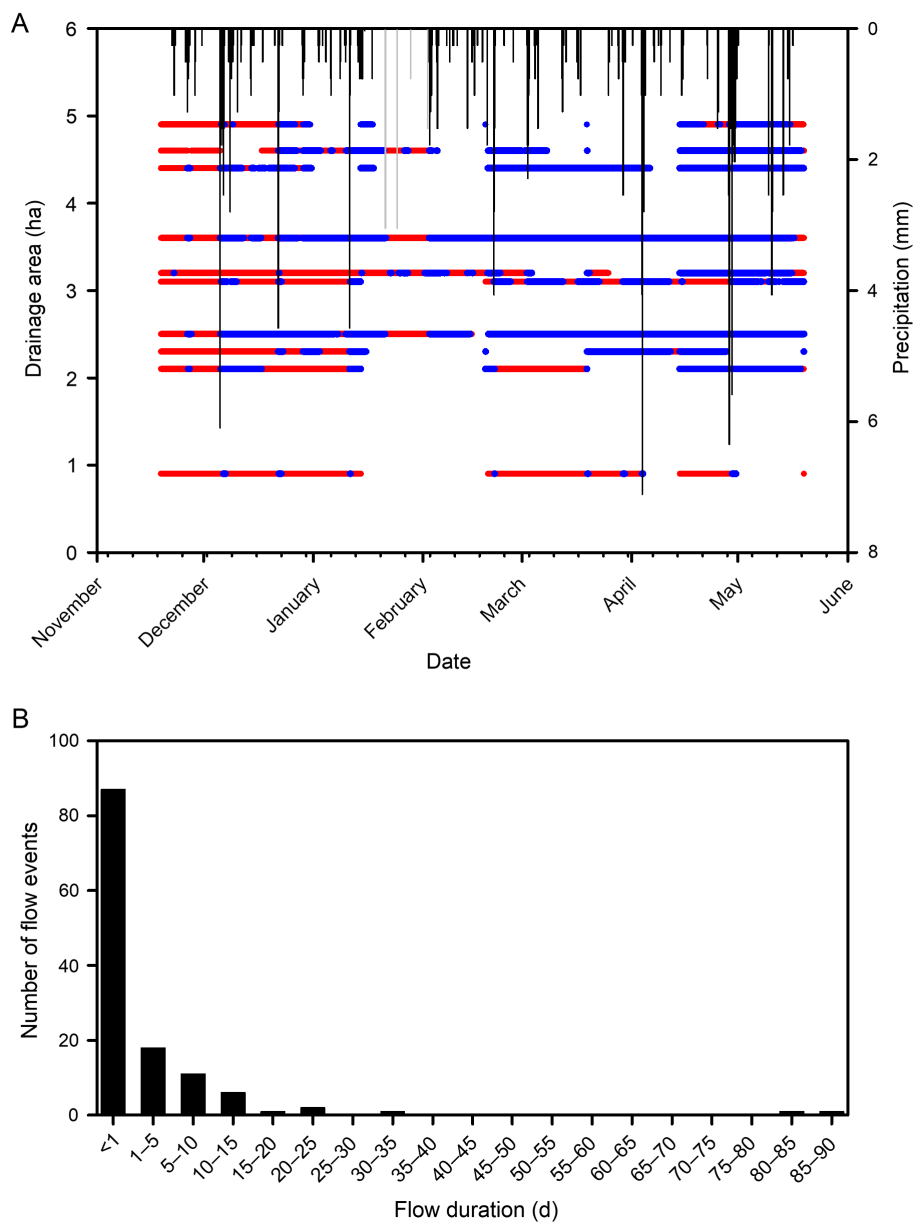 A
Drainage area (ha)
6
5
4
3
2
1
0
Precipitation (mm)
0
2
4
6
8
November
December
January
February
March
April
May
June
Date
B
Number of flow events
100
80
60
40
20
0
<1
1–5
5–10
10–15
15–20
20–25
25–30
30–35
35–40
40–45
45–50
50–55
55–60
60–65
65–70
70–75
75–80
80–85
85–90
Flow duration (d)